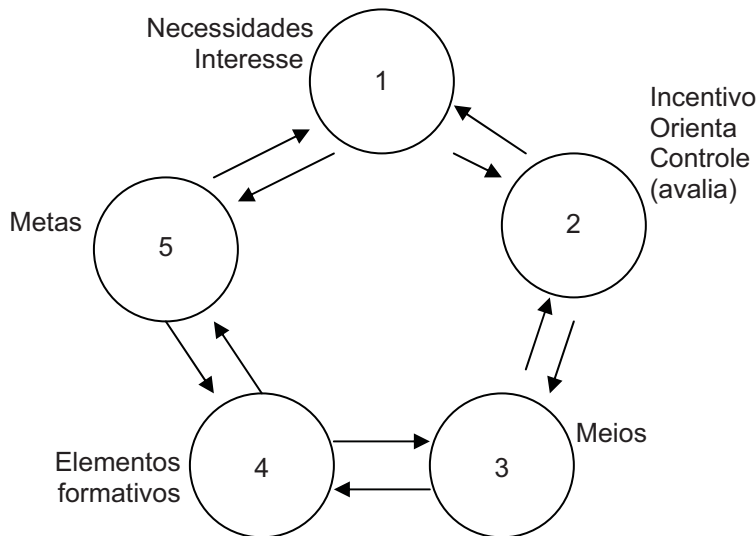 Necessidades
Interesse
1
Incentivo
Orienta
Controle
(avalia)
2
Metas
5
Meios
3
Elementos
formativos
4